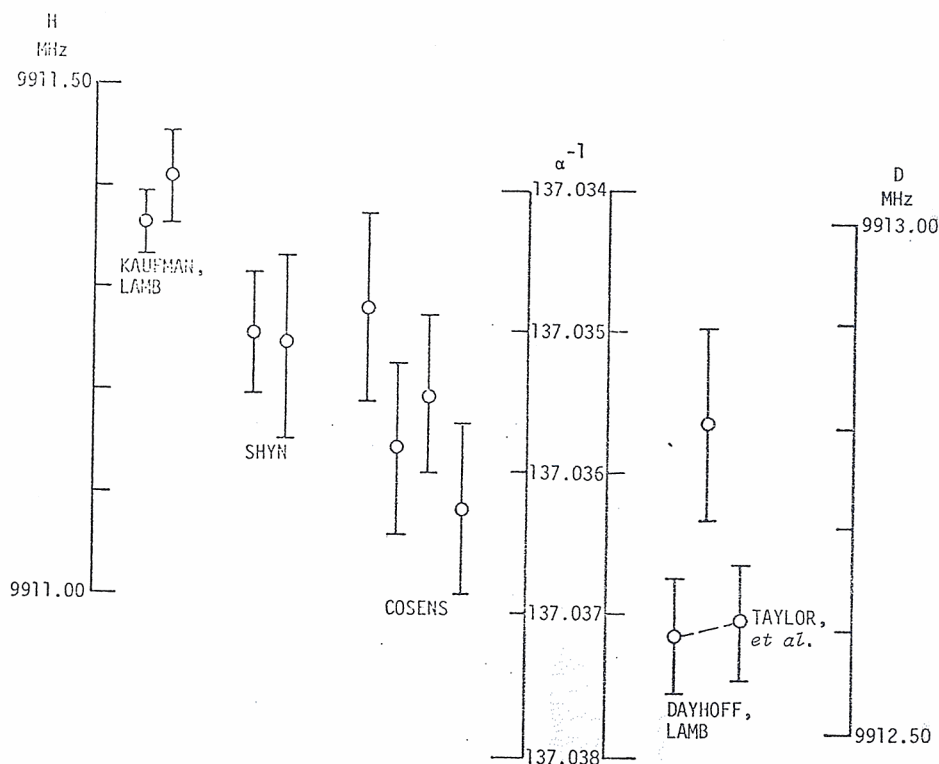 H
MHz
9911.50
KAUFMAN,
LAMB
SHYN
COSENS
9911.00
α⁻¹
137.034
137.035
137.036
137.037
137.038
D
MHz
9913.00
TAYLOR,
et al.
DAYHOFF,
LAMB
9912.50